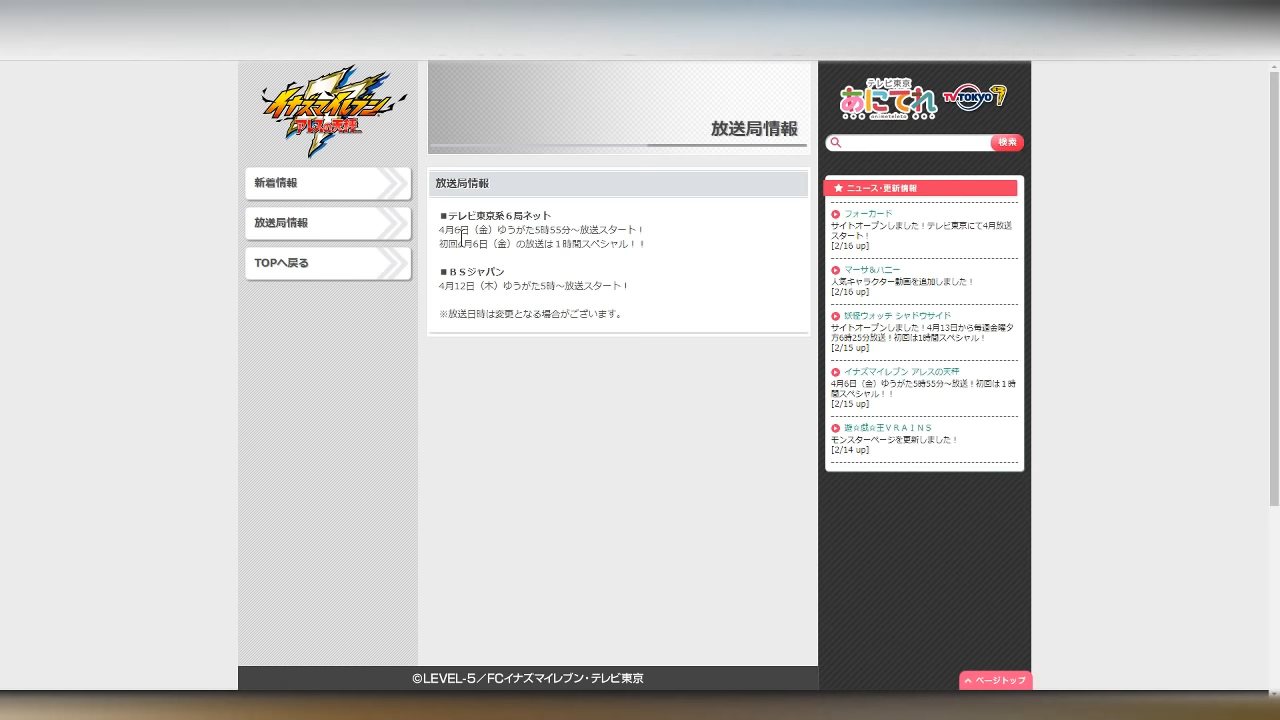 イナズマイレブン
アレスの天秤
新着情報
放送局情報
TOPへ戻る
放送局情報
放送局情報
■テレビ東京系６局ネット
4月6日（金）ゆうがた5時55分～放送スタート！
初回4月6日（金）の放送は１時間スペシャル！！
■ＢＳジャパン
4月12日（木）ゆうがた5時～放送スタート！
※放送日時は変更となる場合がございます。
©LEVEL-5／FCイナズマイレブン・テレビ東京
テレビ東京
あにてれ
animeteleto
TV TOKYO 7
検索
★ ニュース・更新情報
フォーカード
サイトオープンしました！テレビ東京にて4月放送
スタート！
[2/16 up]
マーサ＆ハニー
人気キャラクター動画を追加しました！
[2/16 up]
妖怪ウォッチ シャドウサイド
サイトオープンしました！4月13日から毎週金曜夕
方6時25分放送！初回は1時間スペシャル！
[2/15 up]
イナズマイレブン アレスの天秤
4月6日（金）ゆうがた5時55分～放送！初回は１時
間スペシャル！！
[2/15 up]
遊☆戯☆王ＶＲＡＩＮＳ
モンスターページを更新しました！
[2/14 up]
ページトップ